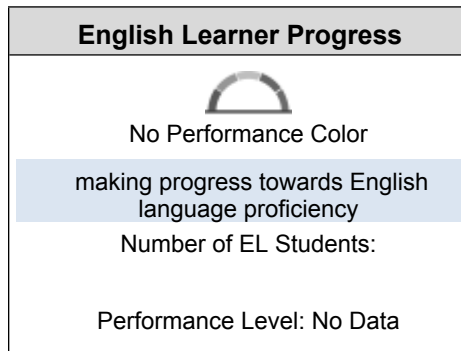 English Learner Progress
No Performance Color
making progress towards English
language proficiency
Number of EL Students:
Performance Level: No Data